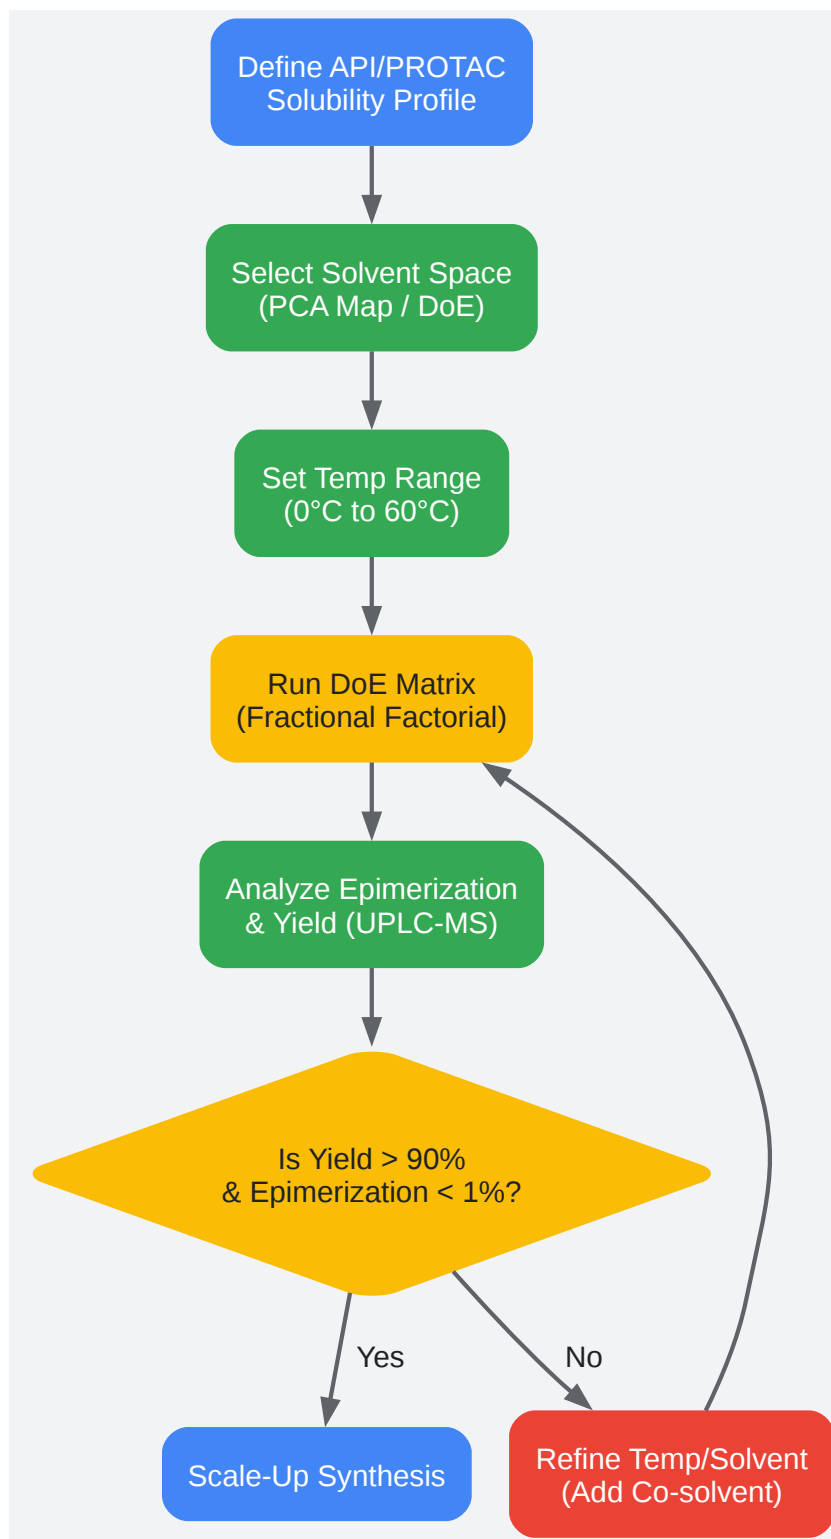 Define API/PROTAC
Solubility Profile
Select Solvent Space
(PCA Map / DoE)
Set Temp Range
(0°C to 60°C)
Run DoE Matrix
(Fractional Factorial)
Analyze Epimerization
& Yield (UPLC-MS)
Is Yield > 90%
& Epimerization < 1%?
Yes
No
Scale-Up Synthesis
Refine Temp/Solvent
(Add Co-solvent)